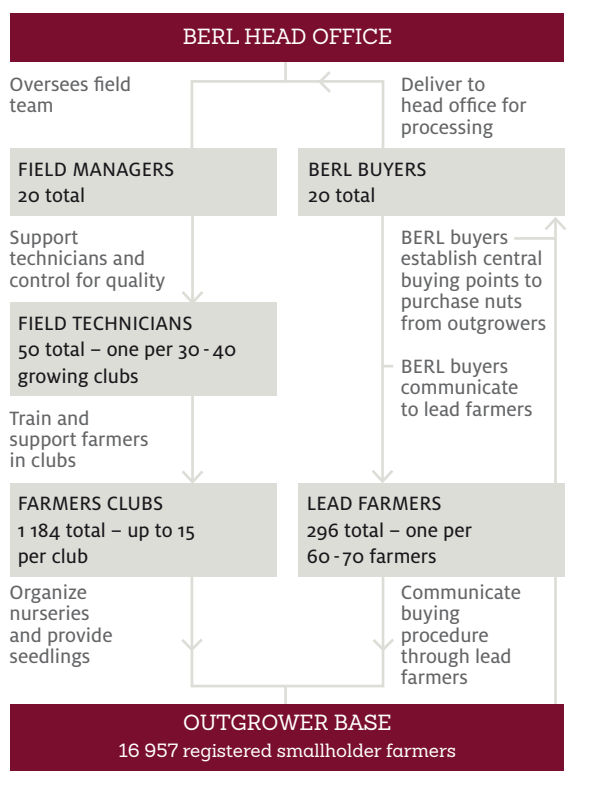 BERL HEAD OFFICE
Oversees field
team
Deliver to
head office for
processing
FIELD MANAGERS
20 total
BERL BUYERS
20 total
Support
technicians and
control for quality
BERL buyers
establish central
buying points to
purchase nuts
from outgrowers
FIELD TECHNICIANS
50 total – one per 30 - 40
growing clubs
BERL buyers
communicate
to lead farmers
Train and
support farmers
in clubs
FARMERS CLUBS
1 184 total – up to 15
per club
LEAD FARMERS
296 total – one per
60 - 70 farmers
Organize
nurseries
and provide
seedlings
Communicate
buying
procedure
through lead
farmers
OUTGROWER BASE
16 957 registered smallholder farmers